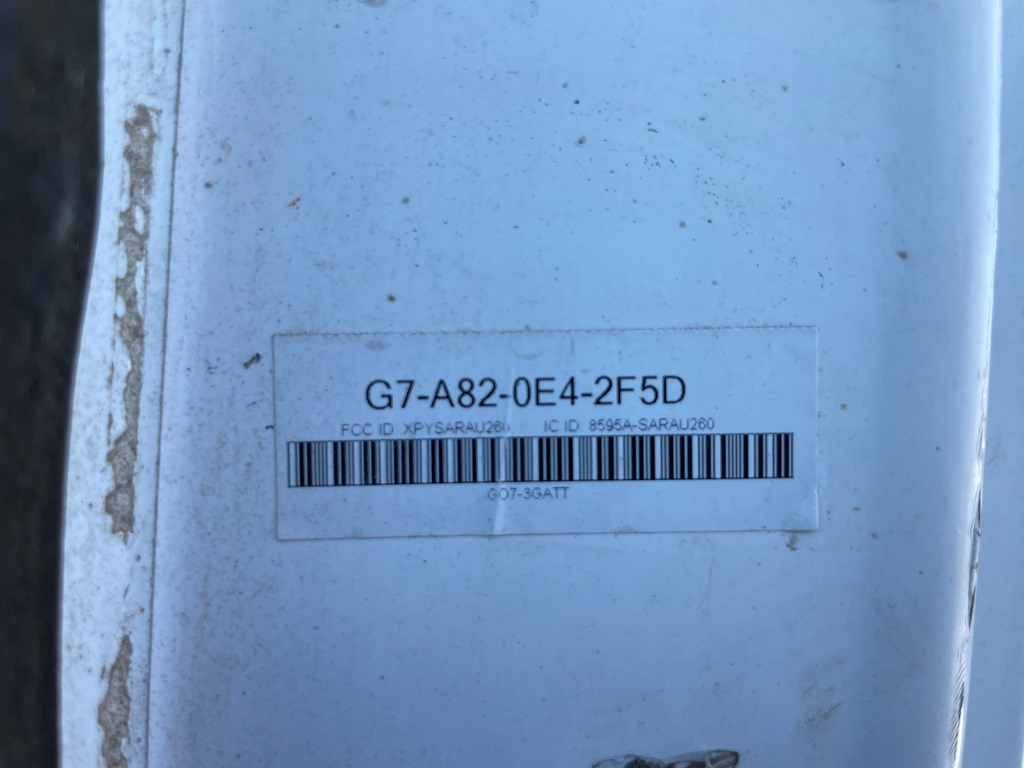 G7-A82-0E4-2F5D
FCC ID XPYSARAU260 IC ID 8595A-SARAU260
GO7-3GATT